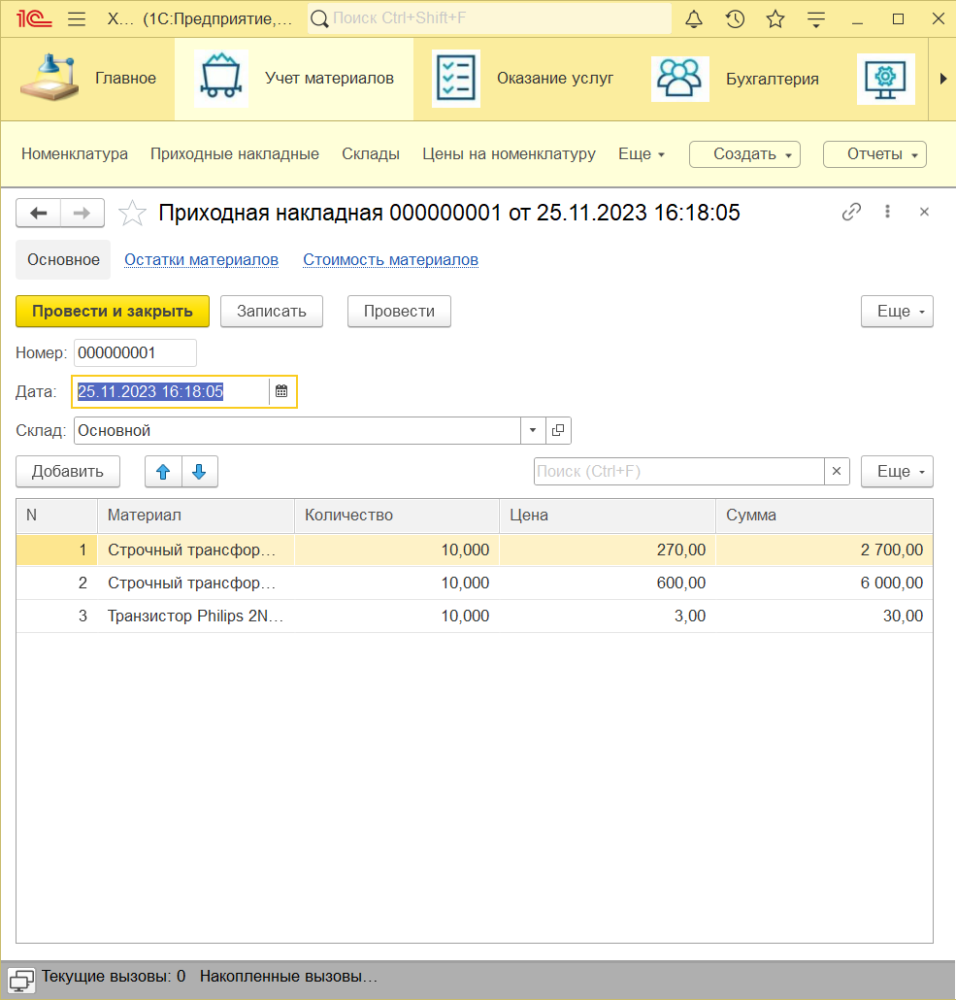 1С Х... (1С:Предприятие,... Поиск Ctrl+Shift+F
Главное Учет материалов Оказание услуг Бухгалтерия
Номенклатура Приходные накладные Склады Цены на номенклатуру Еще Создать Отчеты
Приходная накладная 000000001 от 25.11.2023 16:18:05
Основное Остатки материалов Стоимость материалов
Провести и закрыть Записать Провести Еще
Номер: 000000001
Дата: 25.11.2023 16:18:05
Склад: Основной
Добавить Поиск (Ctrl+F) × Еще
N Материал Количество Цена Сумма
1 Строчный трансфор... 10,000 270,00 2 700,00
2 Строчный трансфор... 10,000 600,00 6 000,00
3 Транзистор Philips 2N... 10,000 3,00 30,00
Текущие вызовы: 0 Накопленные вызовы...